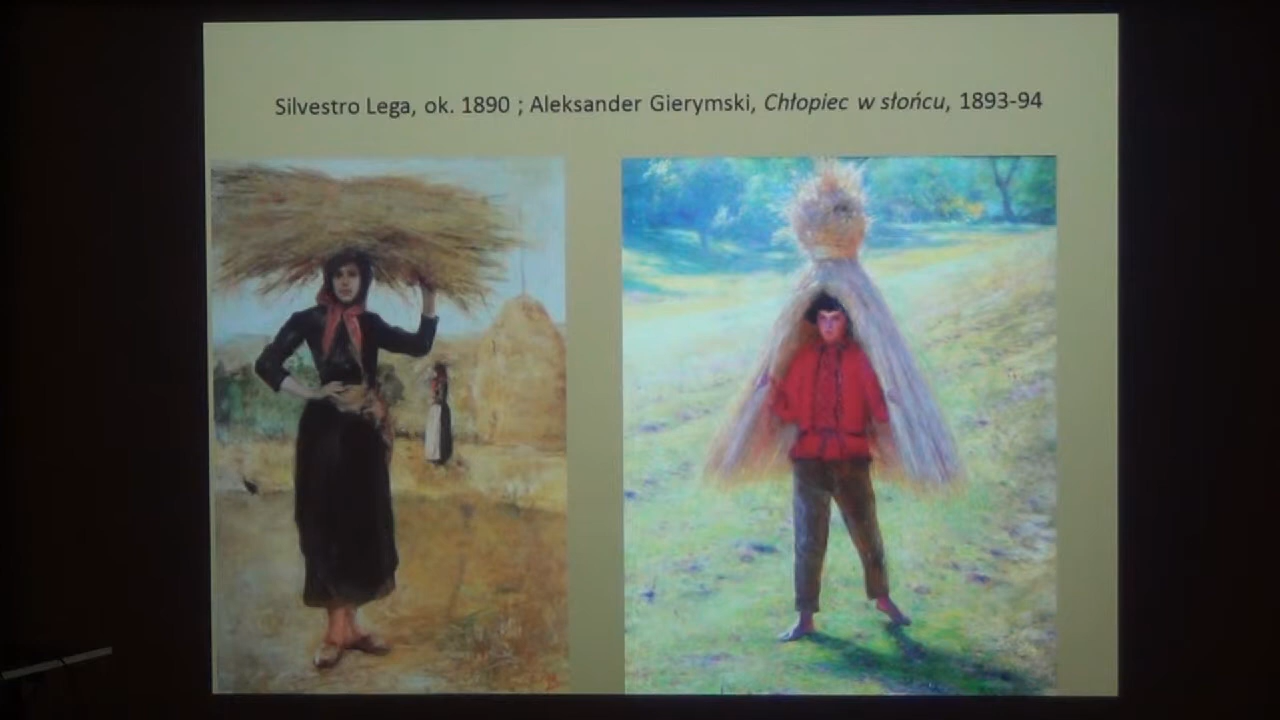 Silvestro Lega, ok. 1890 ; Aleksander Gierymski, Chłopiec w słońcu, 1893-94